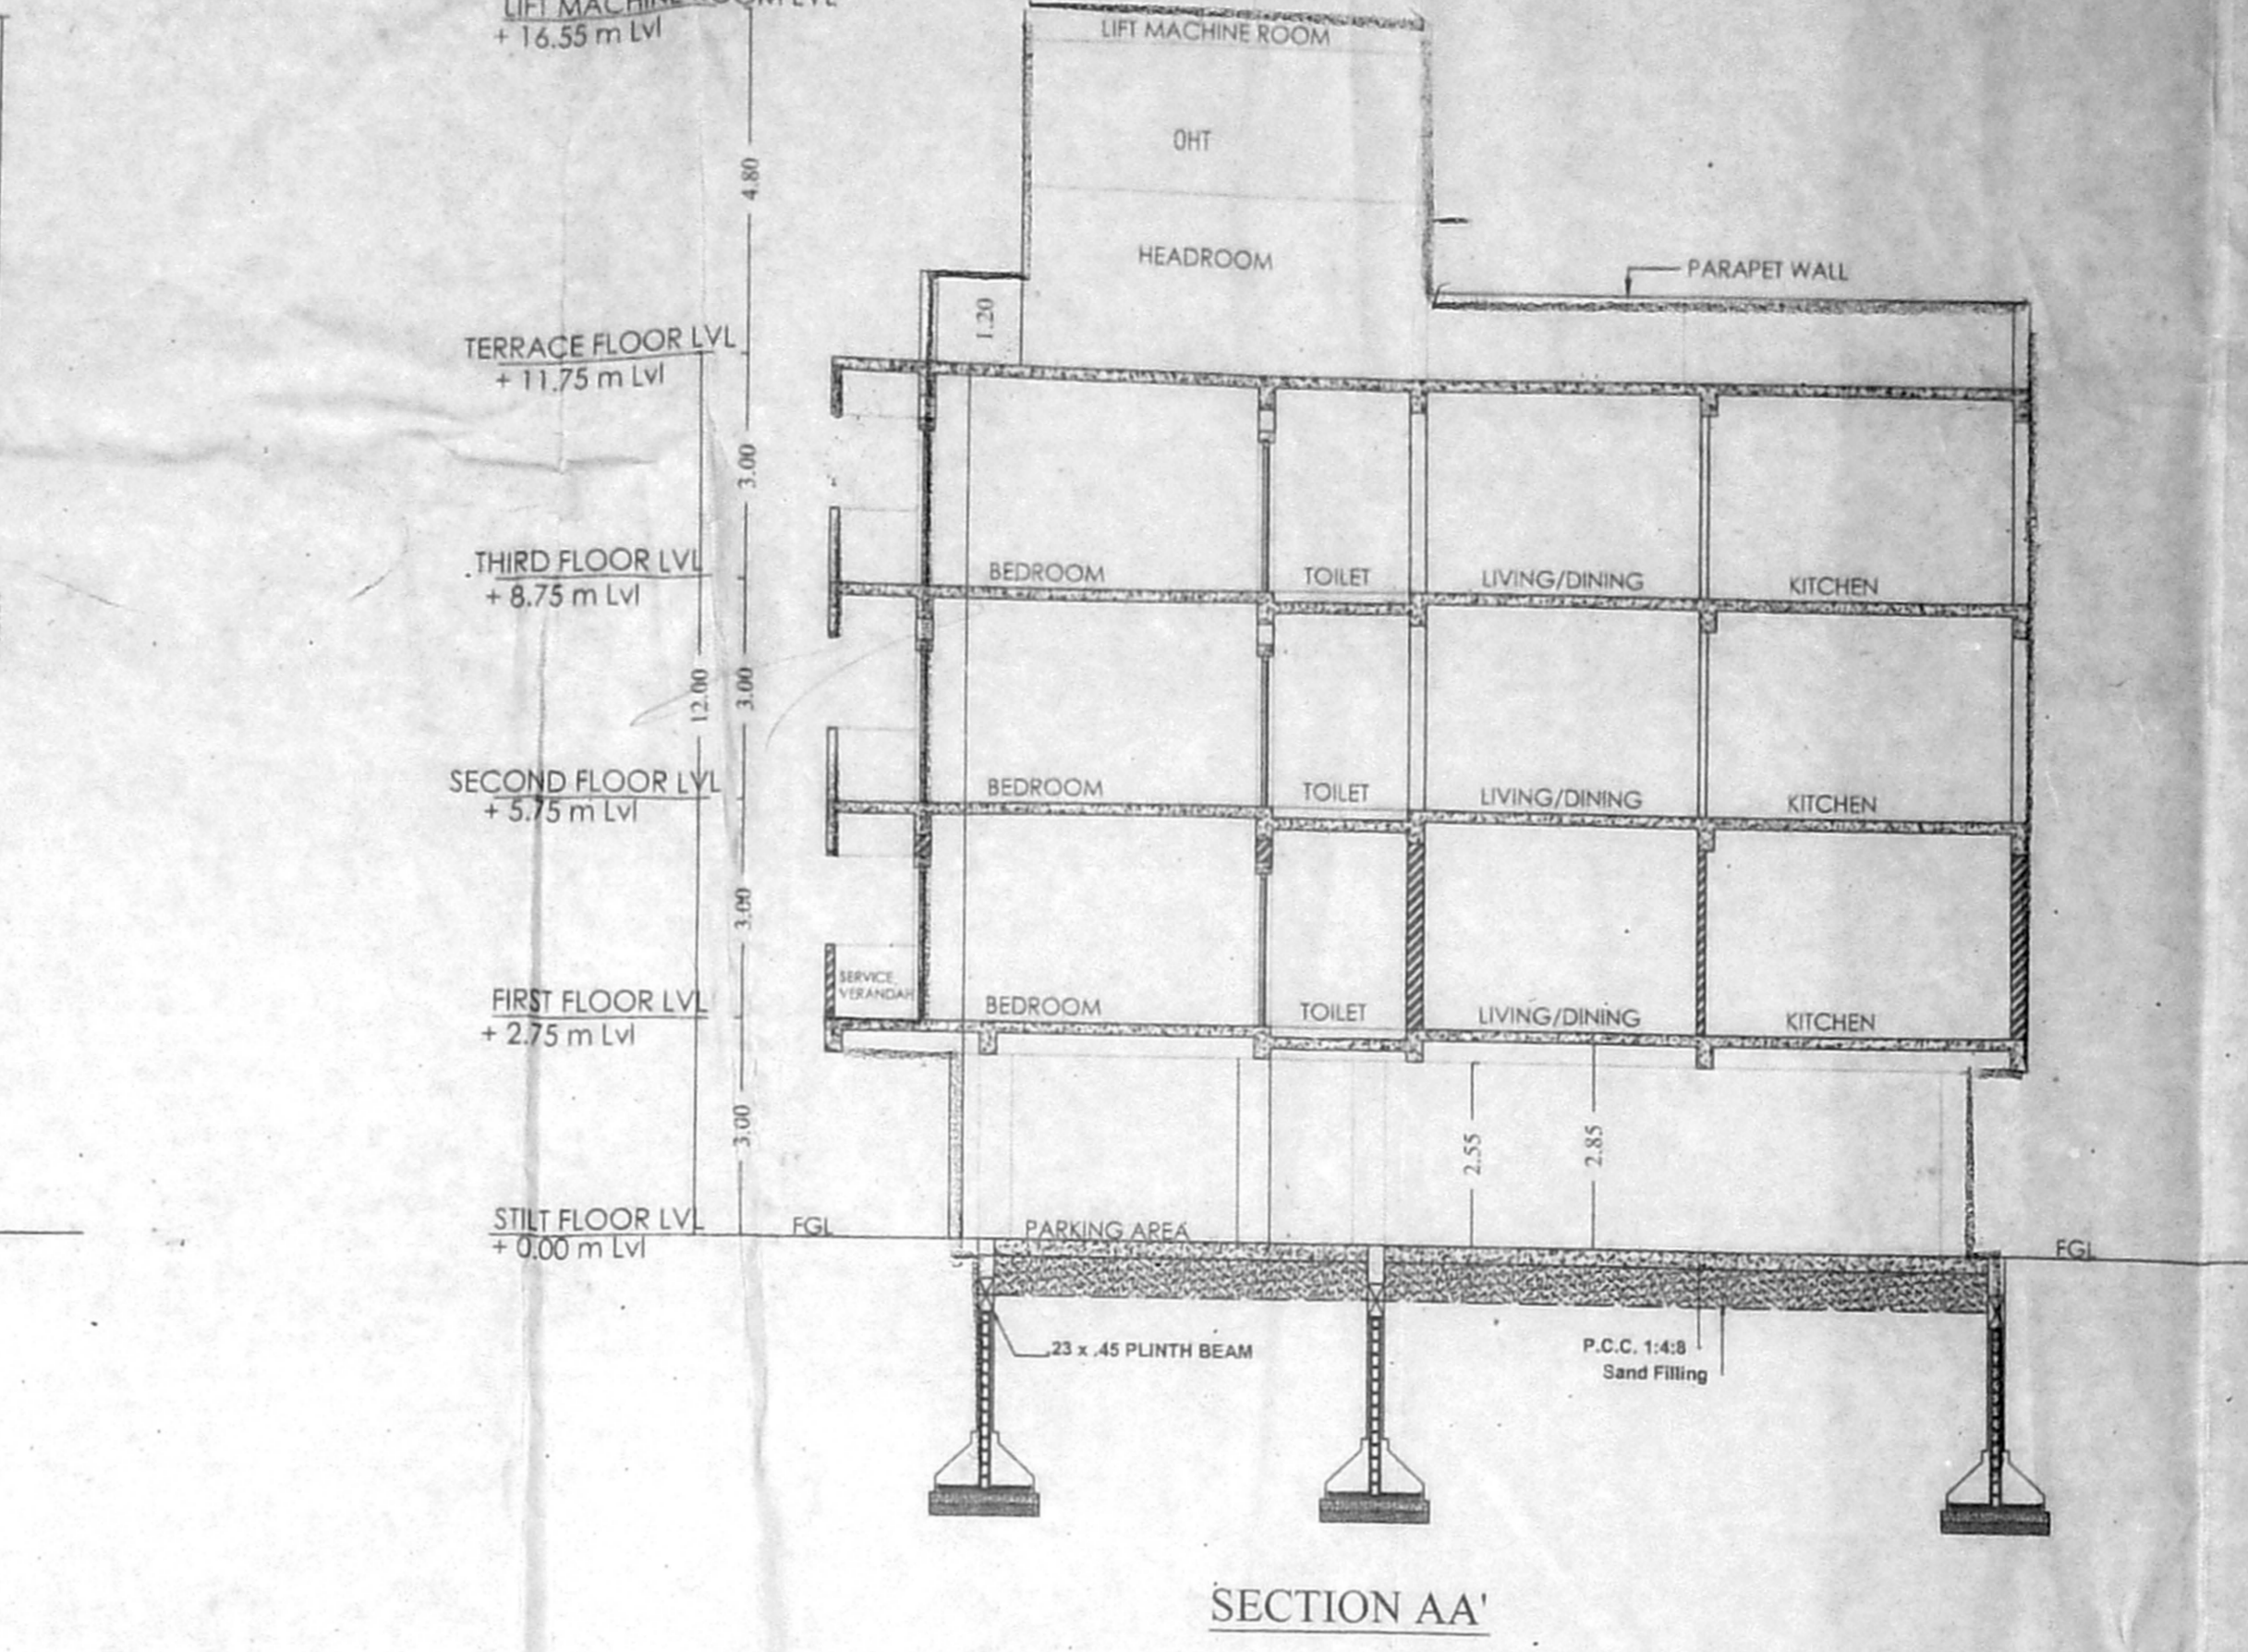 LIFT MACHINE ROOM LVL
+ 16.55 m Lvl
LIFT MACHINE ROOM
4.80
OHT
HEADROOM
PARAPET WALL
1.20
TERRACE FLOOR LVL
+ 11.75 m Lvl
3.00
THIRD FLOOR LVL
+ 8.75 m Lvl
BEDROOM
TOILET
LIVING/DINING
KITCHEN
12.00
3.00
SECOND FLOOR LVL
+ 5.75 m Lvl
BEDROOM
TOILET
LIVING/DINING
KITCHEN
3.00
SERVICE
VERANDAH
FIRST FLOOR LVL
+ 2.75 m Lvl
BEDROOM
TOILET
LIVING/DINING
KITCHEN
3.00
2.55
2.85
STILT FLOOR LVL
+ 0.00 m Lvl
FGL
PARKING AREA
FGL
.23 x .45 PLINTH BEAM
P.C.C. 1:4:8
Sand Filling
SECTION AA'